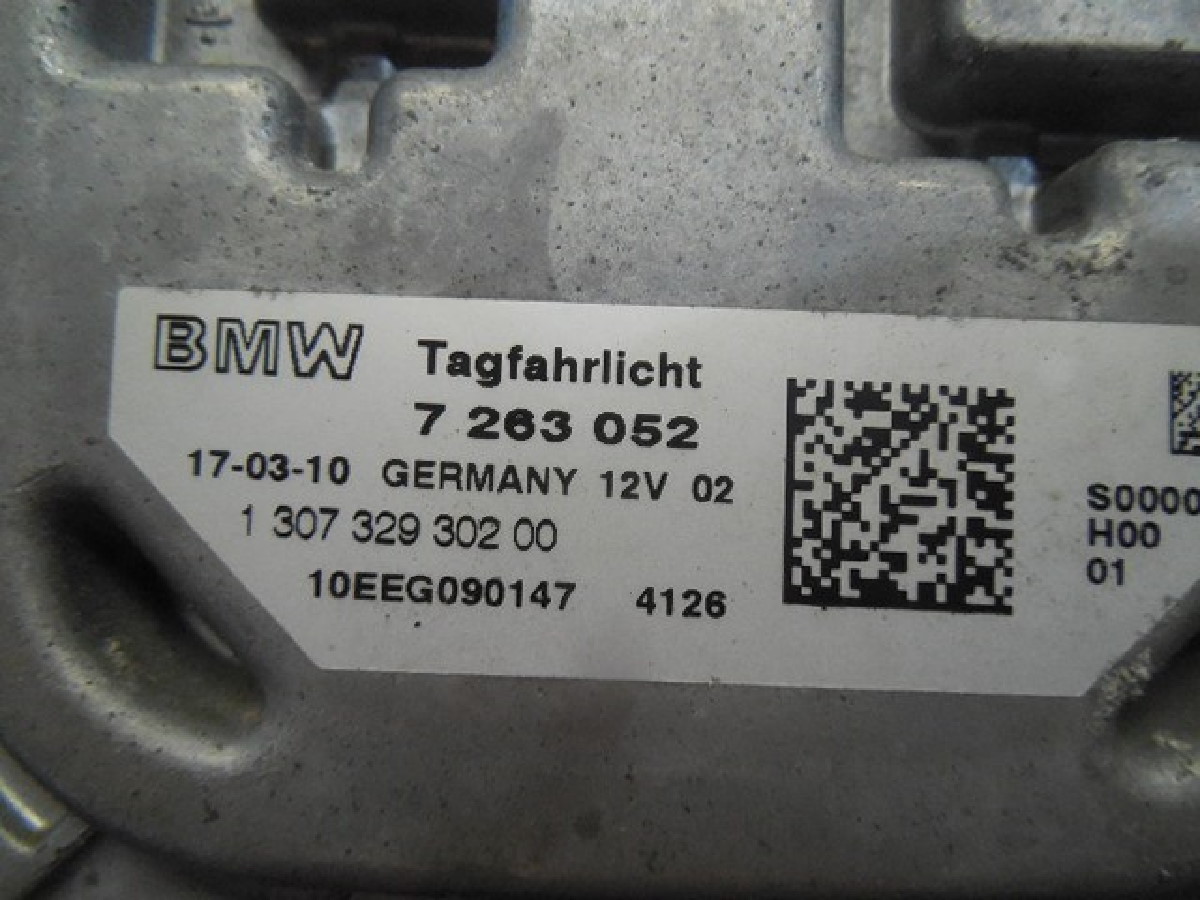 BMW Tagfahrlicht
7 263 052
17-03-10 GERMANY 12V 02
1 307 329 302 00
10EEG090147 4126
S0000
H00
01